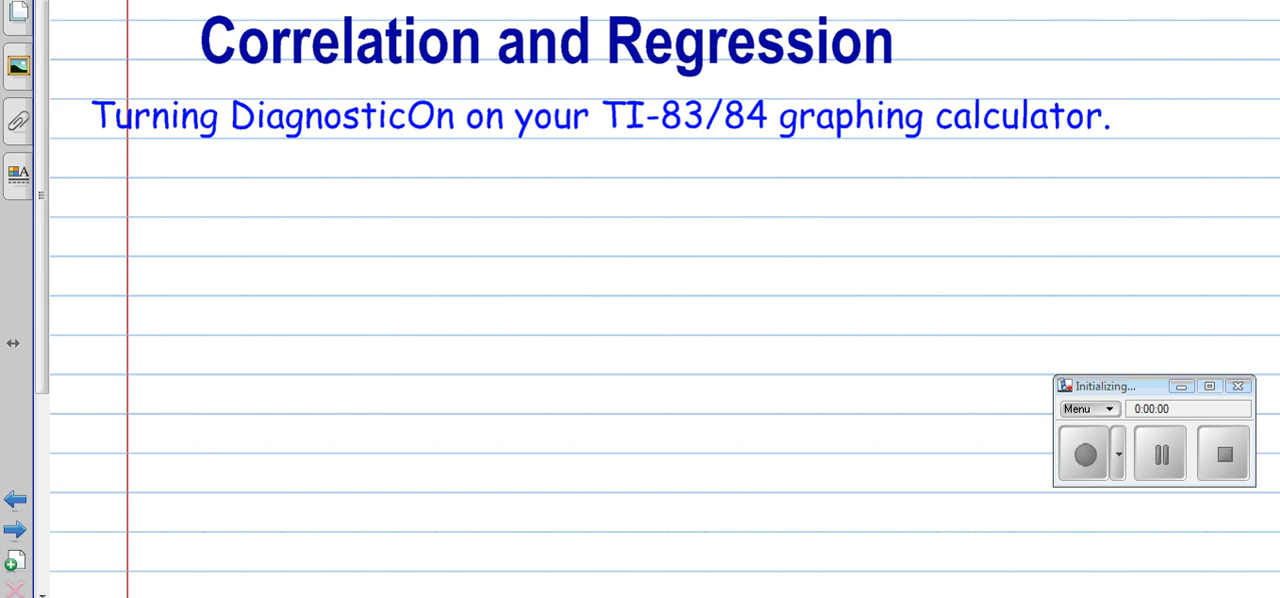 Correlation and Regression
Turning DiagnosticOn on your TI-83/84 graphing calculator.
Initializing...
Menu
0:00:00
A